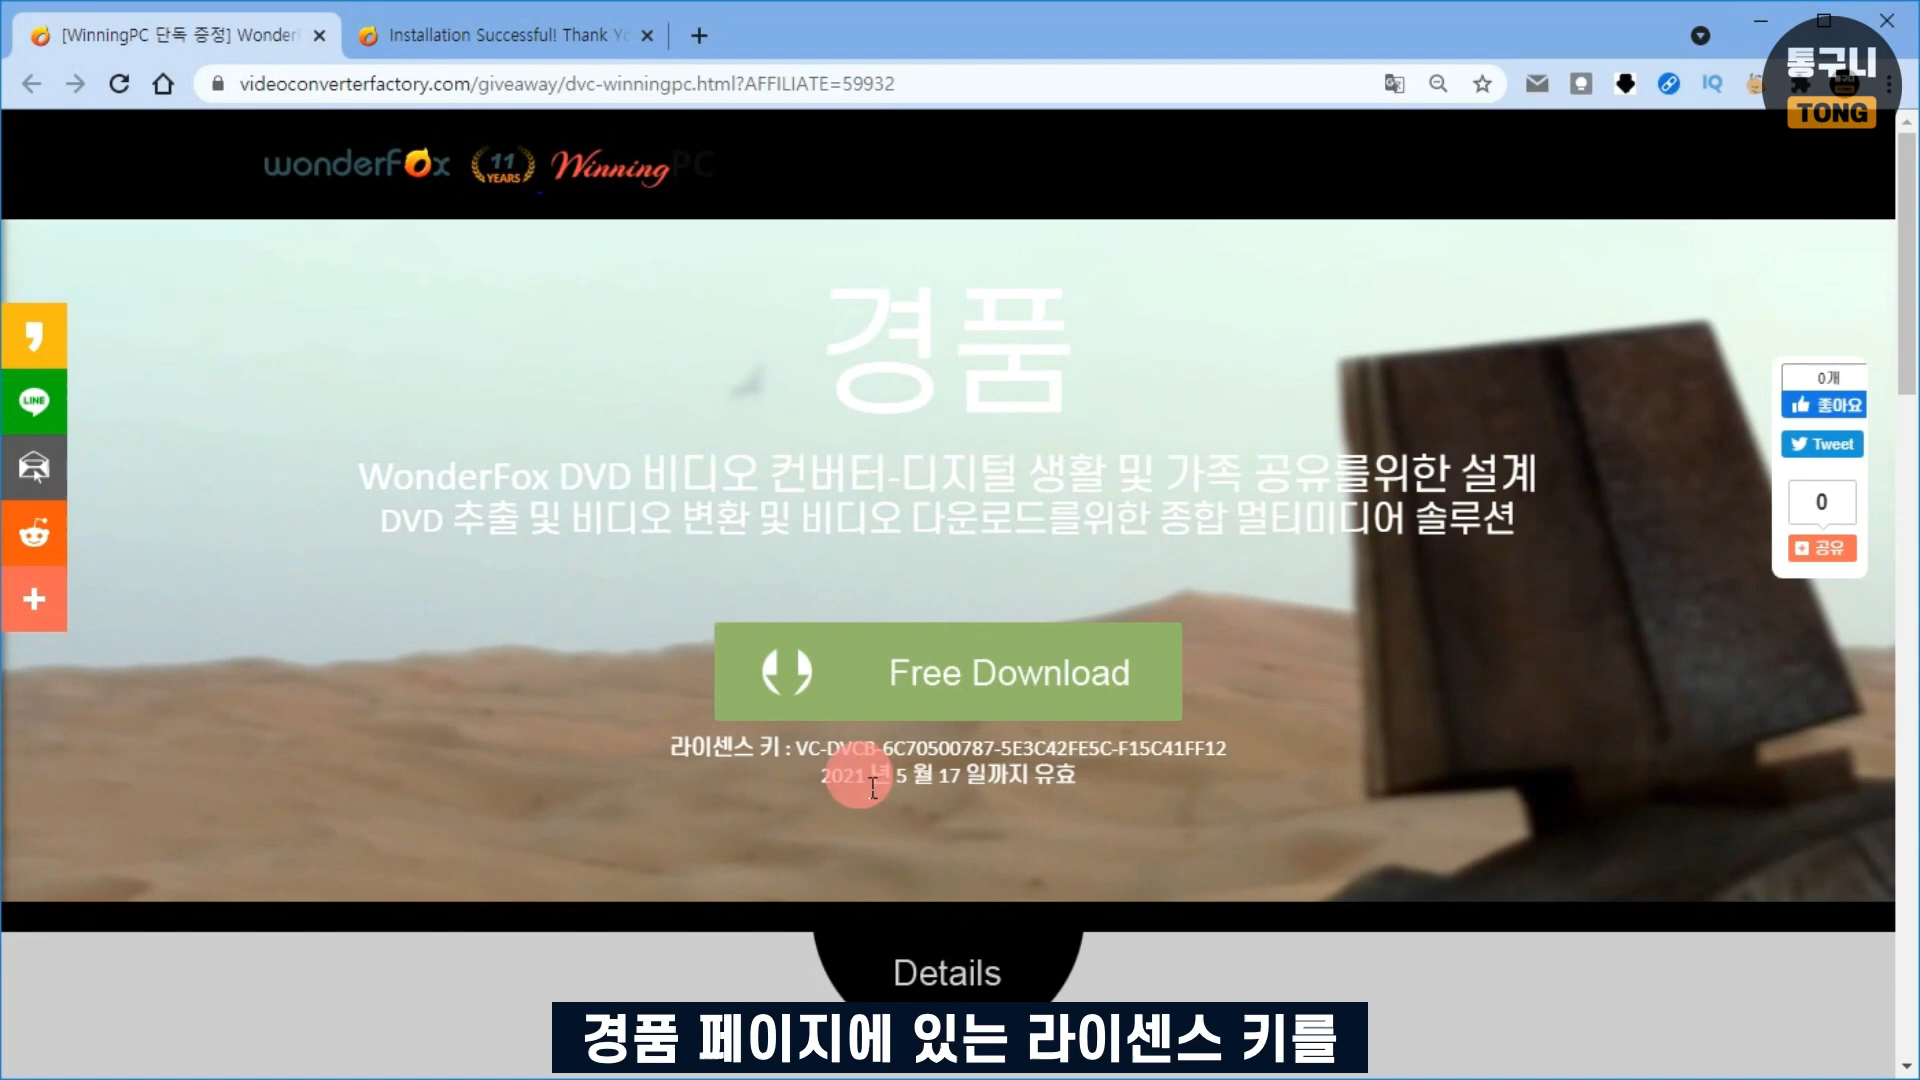 [WinningPC 단독 증정] Wonder
Installation Successful! Thank Yo
videoconverterfactory.com/giveaway/dvc-winningpc.html?AFFILIATE=59932
IQ
통구니
TONG
wonderFox
11
YEARS
Winning PC
경품
WonderFox DVD 비디오 컨버터-디지털 생활 및 가족 공유를위한 설계
DVD 추출 및 비디오 변환 및 비디오 다운로드를위한 종합 멀티미디어 솔루션
LINE
0개
좋아요
Tweet
0
공유
Free Download
라이센스 키 : VC-DVCB-6C70500787-5E3C42FE5C-F15C41FF12
2021 년 5 월 17 일까지 유효
Details
경품 페이지에 있는 라이센스 키를